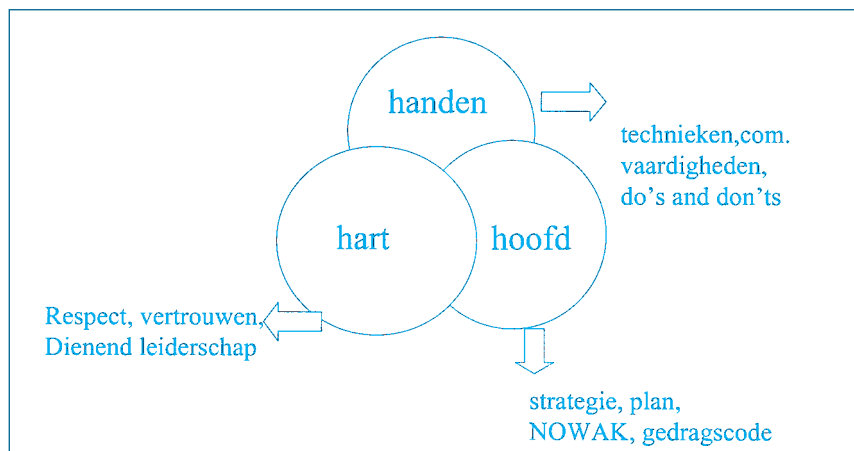 handen
technieken,com.
vaardigheden,
do's and don'ts
hart
hoofd
Respect, vertrouwen,
Dienend leiderschap
strategie, plan,
NOWAK, gedragscode